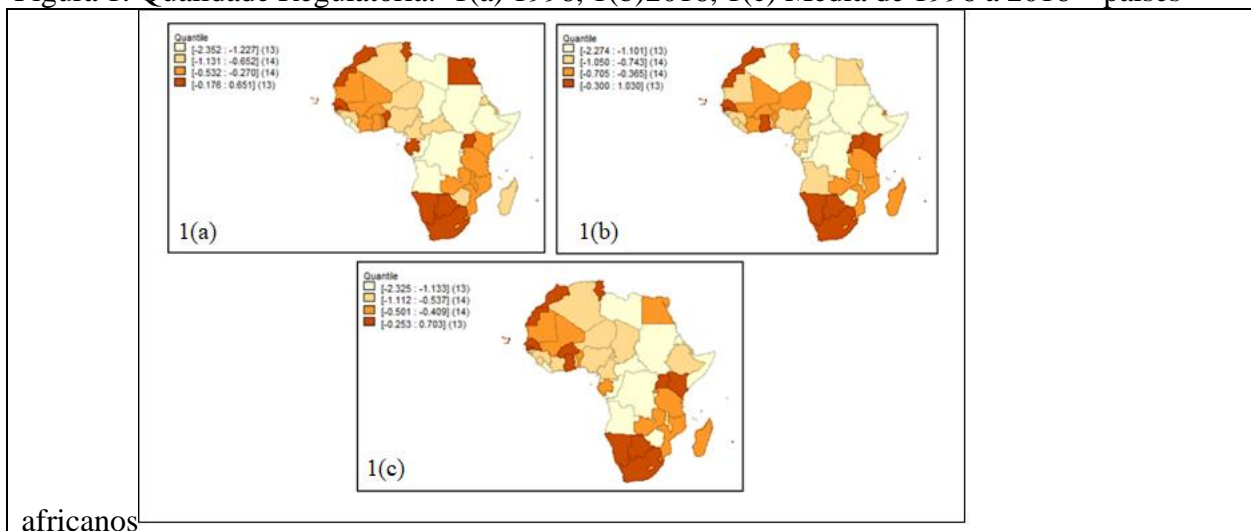 Figura 1: Qualidade Regulatória: 1(a) 1996, 1(b)2016, 1(c) Média de 1996 a 2016 – países
Quantile
[-2.352 : -1.227] (13)
[-1.131 : -0.652] (14)
[-0.532 : -0.270] (14)
[-0.176 : 0.651] (13)
1(a)
Quantile
[-2.274 : -1.101] (13)
[-1.050 : -0.743] (14)
[-0.705 : -0.365] (14)
[-0.300 : 1.030] (13)
1(b)
Quantile
[-2.325 : -1.133] (13)
[-1.112 : -0.537] (14)
[-0.501 : -0.409] (14)
[-0.253 : 0.703] (13)
1(c)
africanos